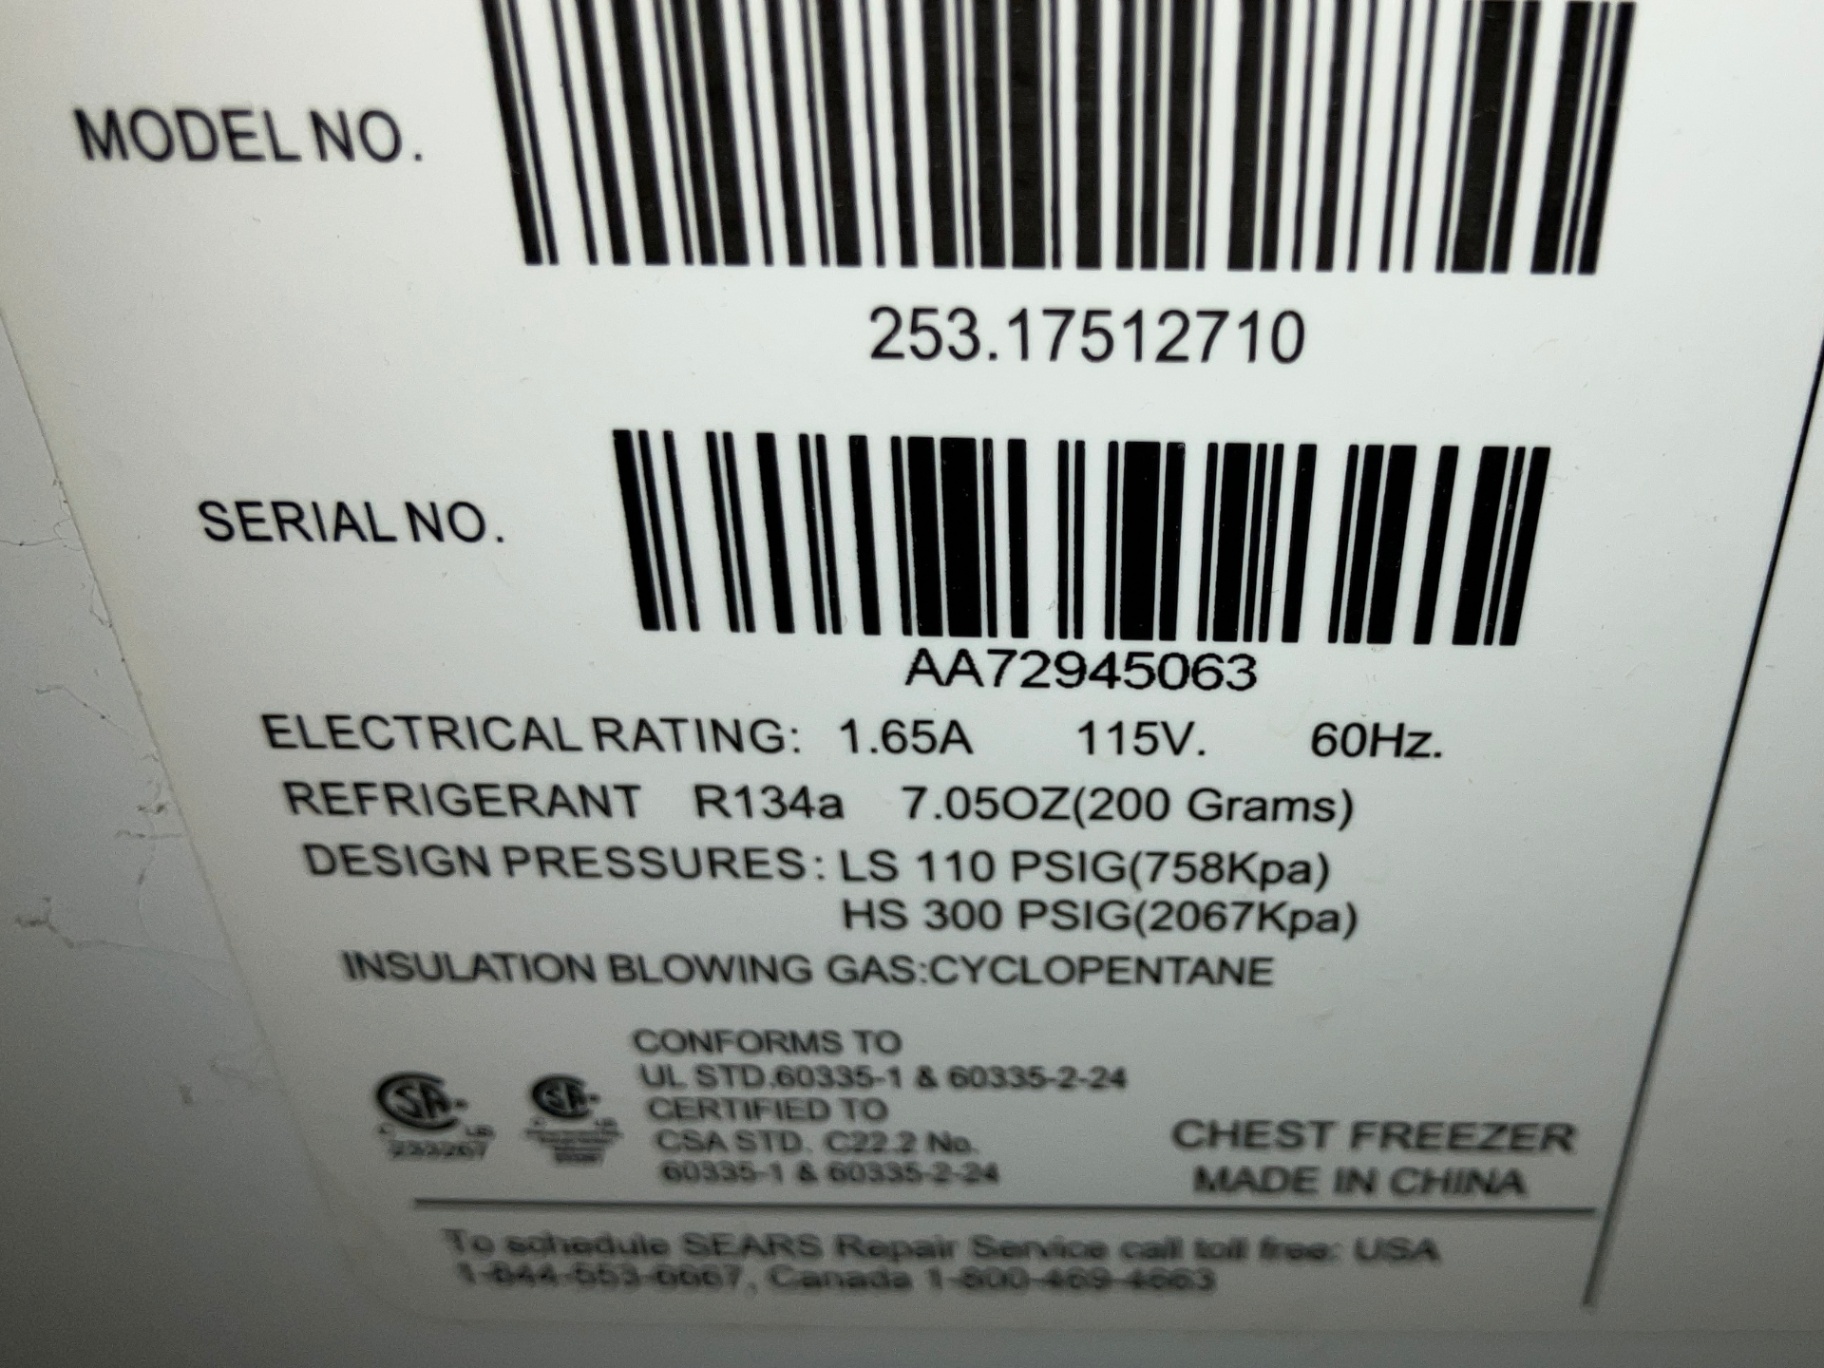 MODEL NO.
253.17512710
SERIAL NO.
AA72945063
ELECTRICAL RATING: 1.65A 115V. 60Hz.
REFRIGERANT R134a 7.05OZ(200 Grams)
DESIGN PRESSURES: LS 110 PSIG(758Kpa)
HS 300 PSIG(2067Kpa)
INSULATION BLOWING GAS:CYCLOPENTANE
CONFORMS TO
UL STD.60335-1 & 60335-2-24
CERTIFIED TO
CSA STD. C22.2 No.
60335-1 & 60335-2-24
233267
CHEST FREEZER
MADE IN CHINA
To schedule SEARS Repair Service call toll free: USA
1-844-553-6667, Canada 1-800-469-4663